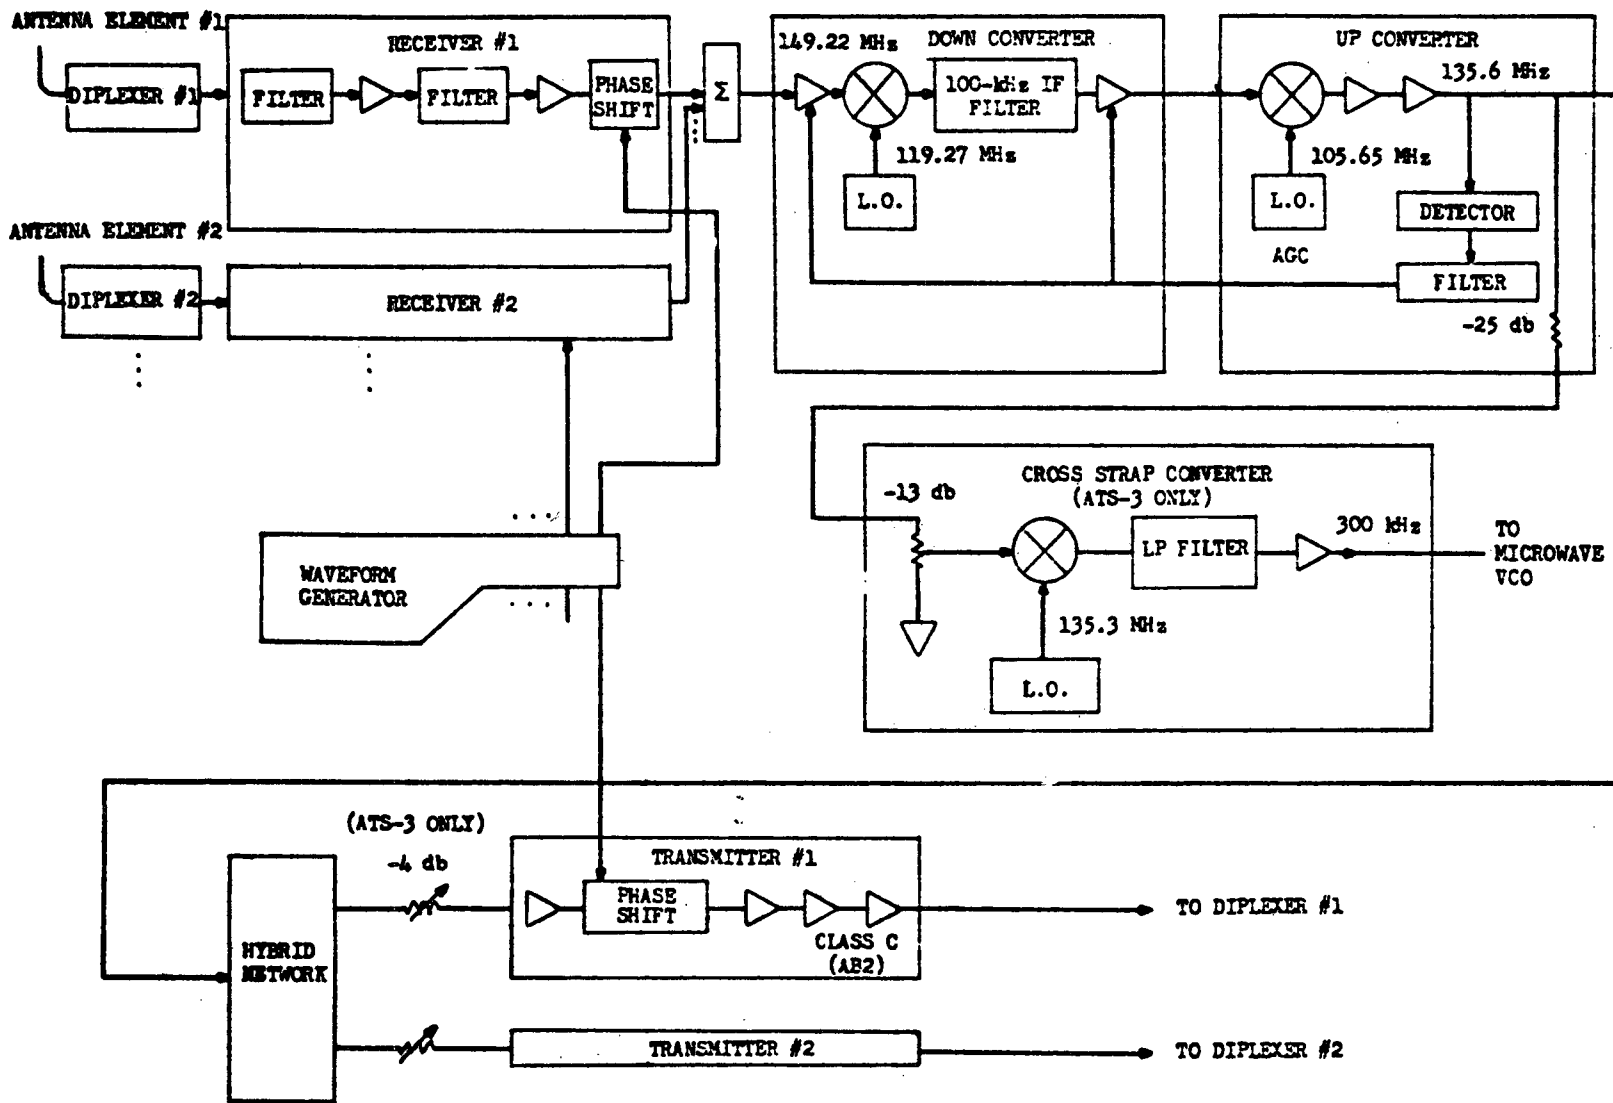 ANTENNA ELEMENT #1
DIPLEXER #1
RECEIVER #1
FILTER
FILTER
PHASE
SHIFT
Σ
149.22 MHz
DOWN CONVERTER
100-kHz IF
FILTER
119.27 MHz
L.O.
UP CONVERTER
135.6 MHz
105.65 MHz
L.O.
DETECTOR
AGC
FILTER
-25 db
ANTENNA ELEMENT #2
DIPLEXER #2
RECEIVER #2
WAVEFORM
GENERATOR
CROSS STRAP CONVERTER
(ATS-3 ONLY)
-13 db
LP FILTER
300 kHz
TO
MICROWAVE
VCO
135.3 MHz
L.O.
(ATS-3 ONLY)
-4 db
TRANSMITTER #1
PHASE
SHIFT
CLASS C
(AB2)
TO DIPLEXER #1
HYBRID
NETWORK
TRANSMITTER #2
TO DIPLEXER #2